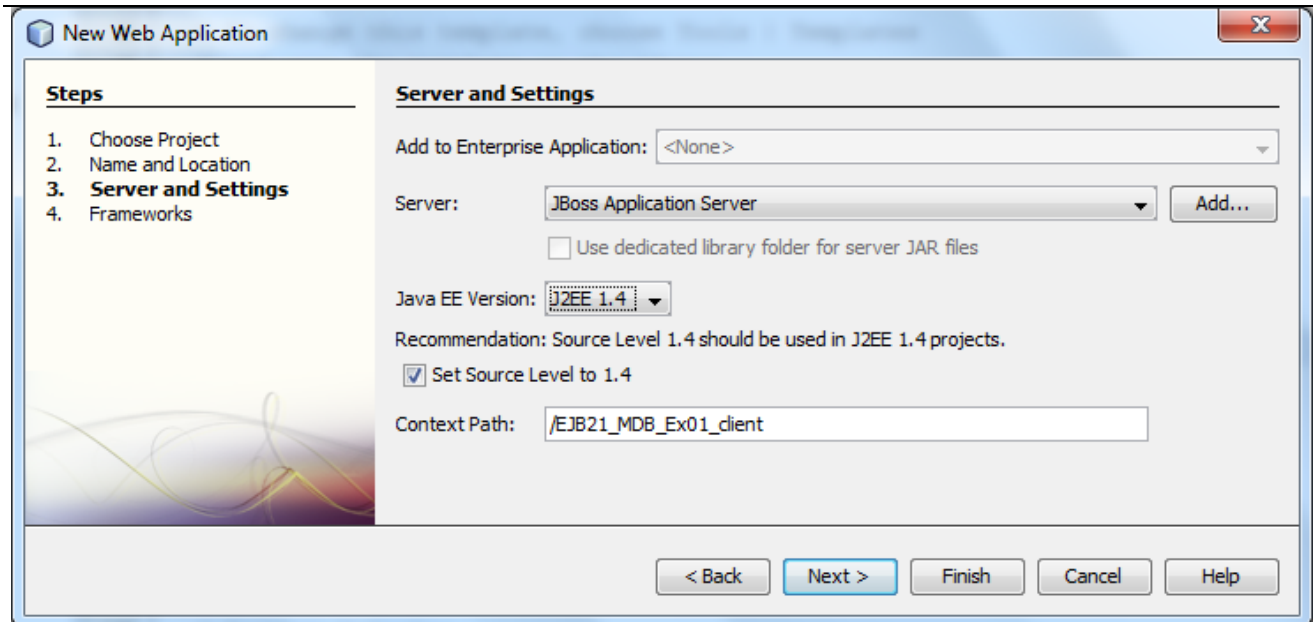 New Web Application
Steps
1. Choose Project
2. Name and Location
3. Server and Settings
4. Frameworks
Server and Settings
Add to Enterprise Application: <None>
Server: JBoss Application Server Add...
Use dedicated library folder for server JAR files
Java EE Version: J2EE 1.4
Recommendation: Source Level 1.4 should be used in J2EE 1.4 projects.
Set Source Level to 1.4
Context Path: /EJB21_MDB_Ex01_client
< Back Next > Finish Cancel Help